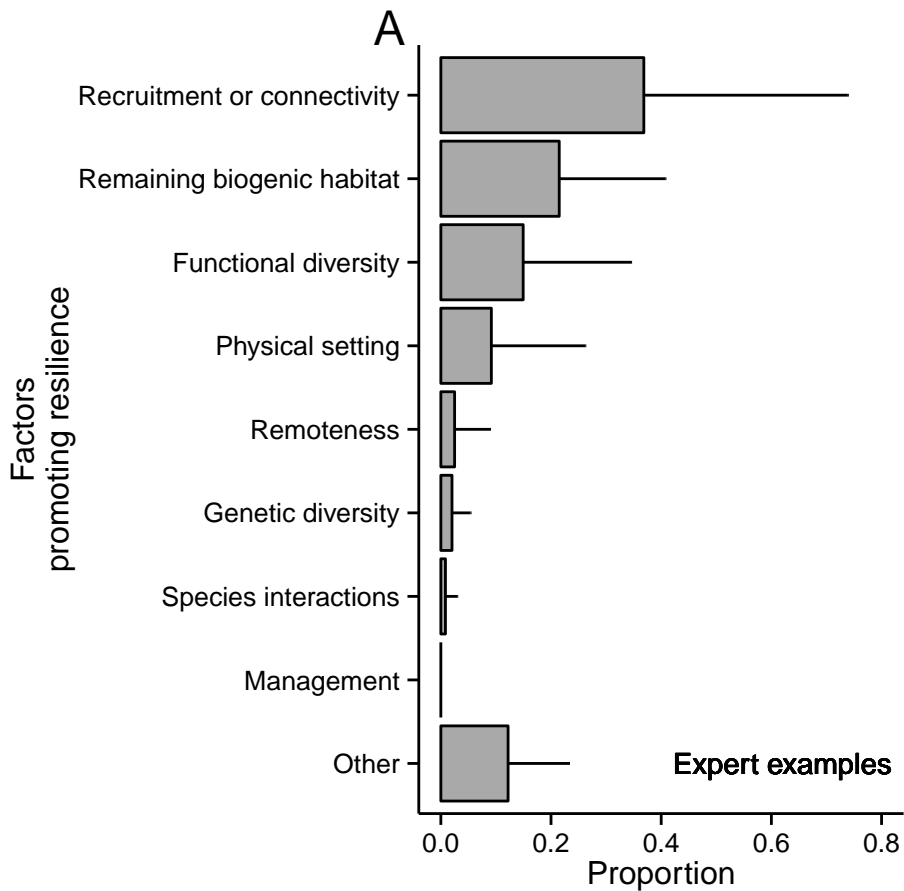 A
Recruitment or connectivity
Remaining biogenic habitat
Functional diversity
Physical setting
Remoteness
Genetic diversity
Species interactions
Management
Other
Factors
promoting resilience
Expert examples
0.0 0.2 0.4 0.6 0.8
Proportion